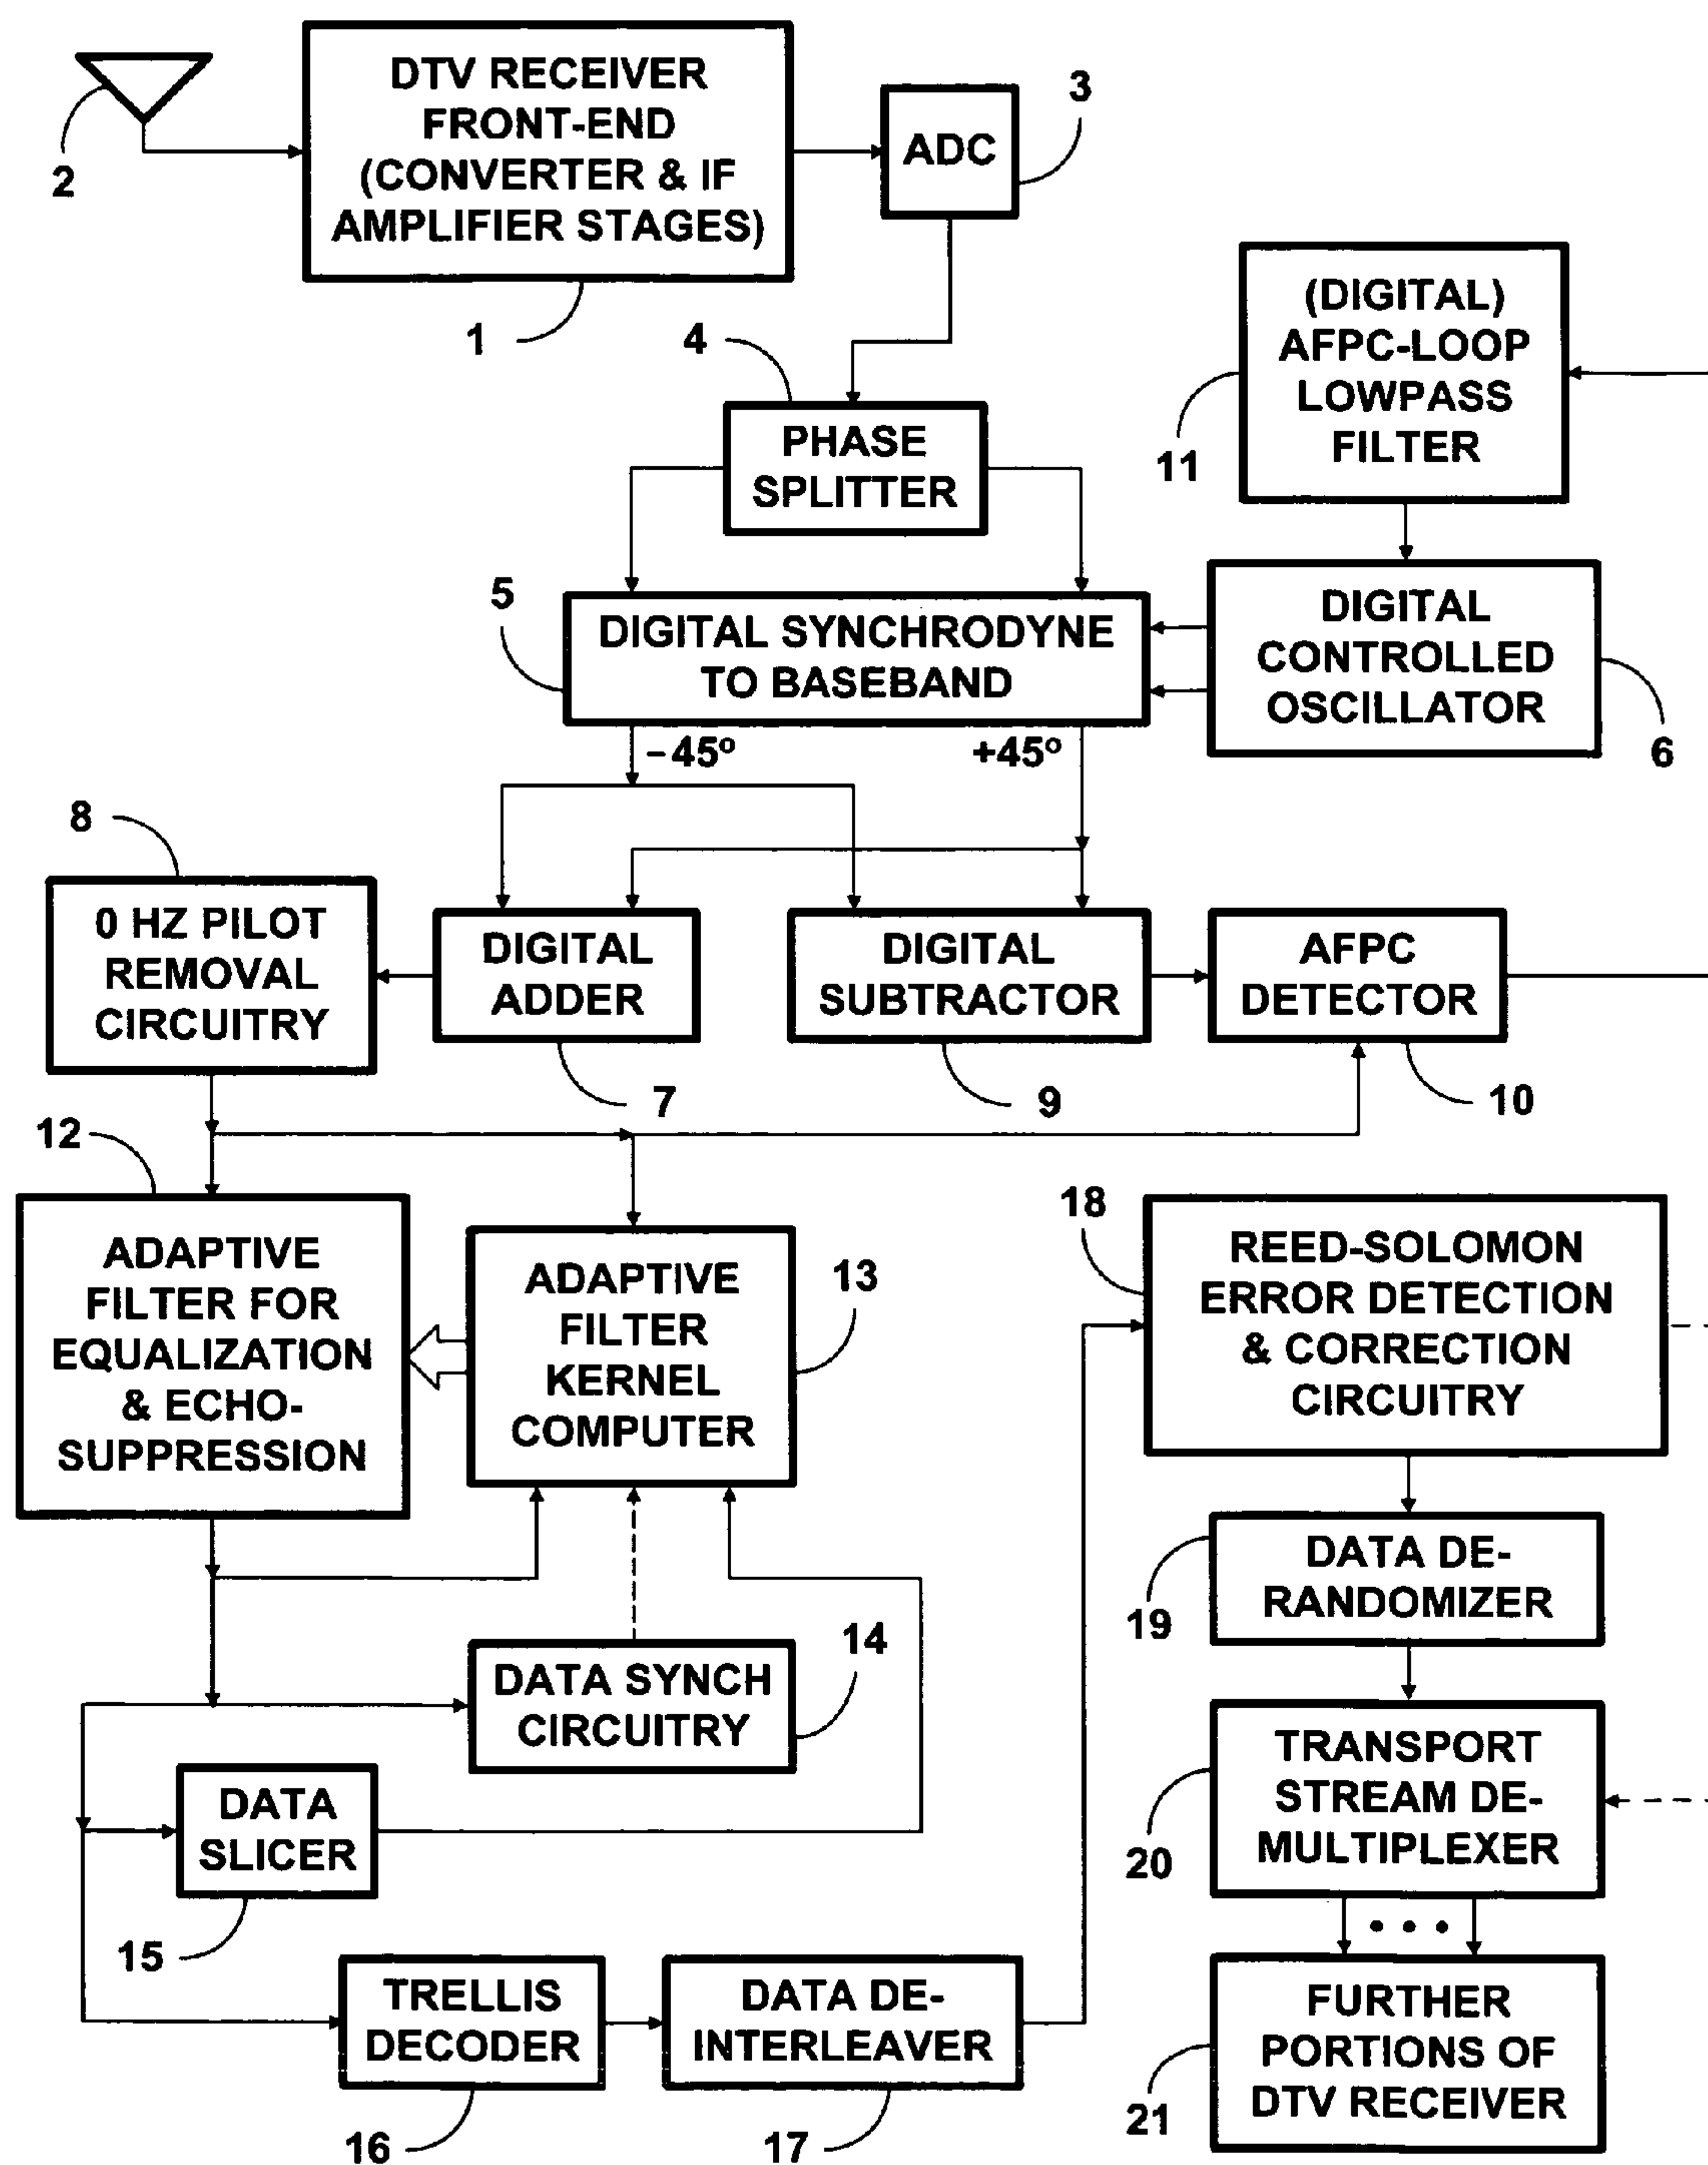 DTV RECEIVER
FRONT-END
(CONVERTER & IF
AMPLIFIER STAGES)
ADC
3
2
1
4
(DIGITAL)
AFPC-LOOP
LOWPASS
FILTER
11
PHASE
SPLITTER
5
DIGITAL SYNCHRODYNE
TO BASEBAND
DIGITAL
CONTROLLED
OSCILLATOR
6
–45º
+45º
8
0 HZ PILOT
REMOVAL
CIRCUITRY
DIGITAL
ADDER
DIGITAL
SUBTRACTOR
AFPC
DETECTOR
7
9
10
12
ADAPTIVE
FILTER FOR
EQUALIZATION
& ECHO-
SUPPRESSION
ADAPTIVE
FILTER
KERNEL
COMPUTER
13
18
REED-SOLOMON
ERROR DETECTION
& CORRECTION
CIRCUITRY
DATA DE-
RANDOMIZER
19
14
DATA SYNCH
CIRCUITRY
TRANSPORT
STREAM DE-
MULTIPLEXER
20
DATA
SLICER
15
TRELLIS
DECODER
16
DATA DE-
INTERLEAVER
17
FURTHER
PORTIONS OF
DTV RECEIVER
21